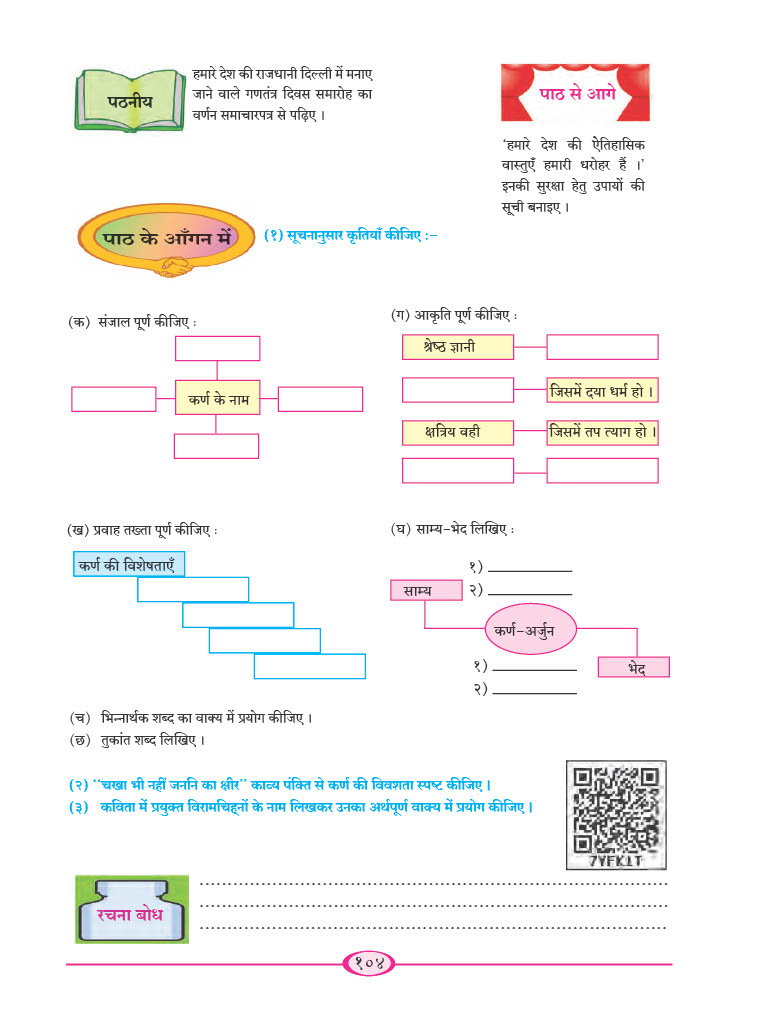 पठनीय
हमारे देश की राजधानी दिल्ली में मनाए
जाने वाले गणतंत्र दिवस समारोह का
वर्णन समाचारपत्र से पढ़िए ।
पाठ से आगे
‘हमारे देश की ऐतिहासिक
वास्तुएँ हमारी धरोहर हैं ।’
इनकी सुरक्षा हेतु उपायों की
सूची बनाइए ।
पाठ के आँगन में
(१) सूचनानुसार कृतियाँ कीजिए :–
(क) संजाल पूर्ण कीजिए :
कर्ण के नाम
(ग) आकृति पूर्ण कीजिए :
श्रेष्ठ ज्ञानी
जिसमें दया धर्म हो ।
क्षत्रिय वही
जिसमें तप त्याग हो ।
(ख) प्रवाह तख्ता पूर्ण कीजिए :
कर्ण की विशेषताएँ
(घ) साम्य-भेद लिखिए :
१) ____________
साम्य
२) ____________
कर्ण-अर्जुन
१) ____________
भेद
२) ____________
(च) भिन्नार्थक शब्द का वाक्य में प्रयोग कीजिए ।
(छ) तुकांत शब्द लिखिए ।
(२) ‘‘चखा भी नहीं जननि का क्षीर’’ काव्य पंक्ति से कर्ण की विवशता स्पष्ट कीजिए ।
(३) कविता में प्रयुक्त विरामचिह्नों के नाम लिखकर उनका अर्थपूर्ण वाक्य में प्रयोग कीजिए ।
7YFK1T
रचना बोध
१०४